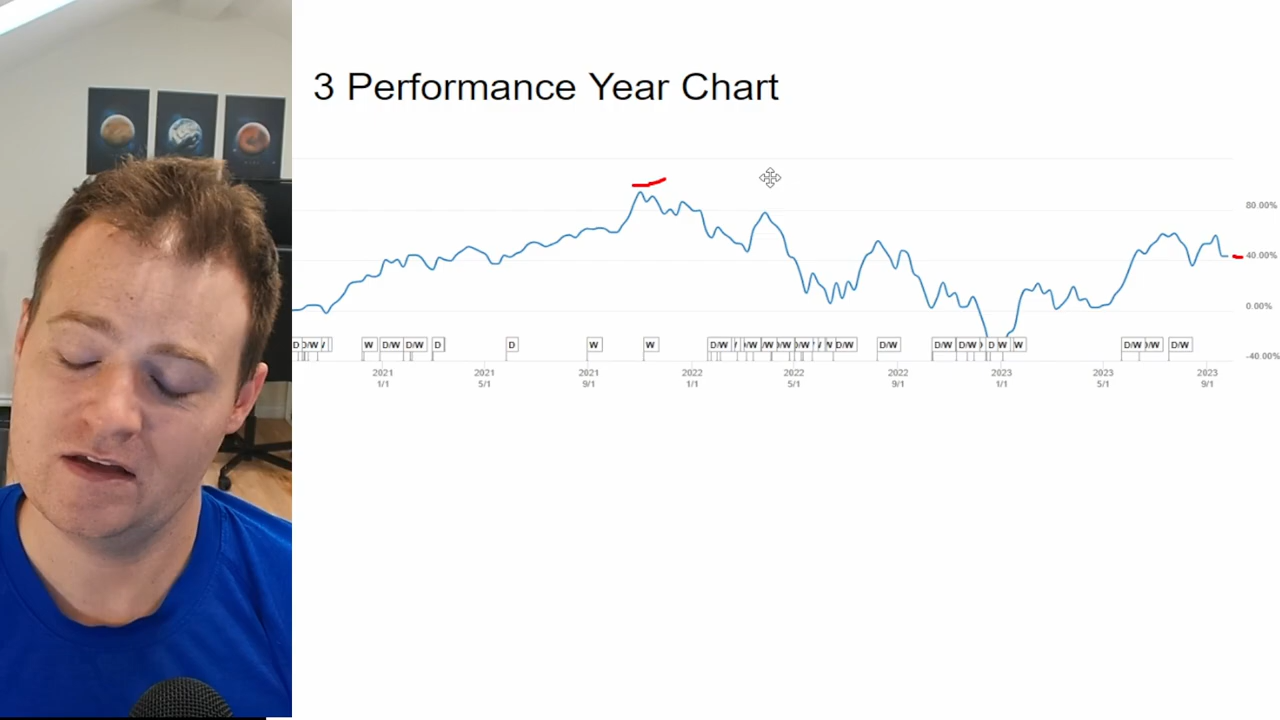 3 Performance Year Chart
80.00%
40.00%
0.00%
-40.00%
D D/W W D/W D/W D D W W D/W /W /W /W D/W W D/W D/W D/W D/W D W W D/W /W D/W
2021 2021 2021 2022 2022 2022 2023 2023 2023
1/1 5/1 9/1 1/1 5/1 9/1 1/1 5/1 9/1